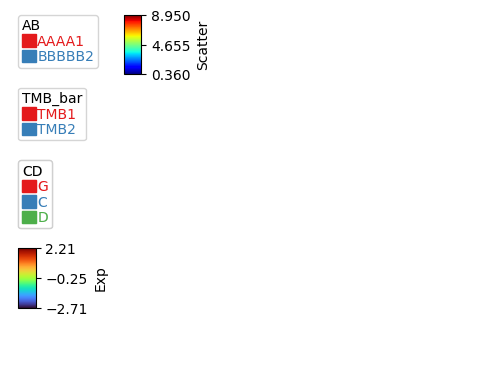 AB
AAAA1
BBBBB2
TMB_bar
TMB1
TMB2
CD
G
C
D
2.21
−0.25
−2.71
Exp
8.950
4.655
0.360
Scatter